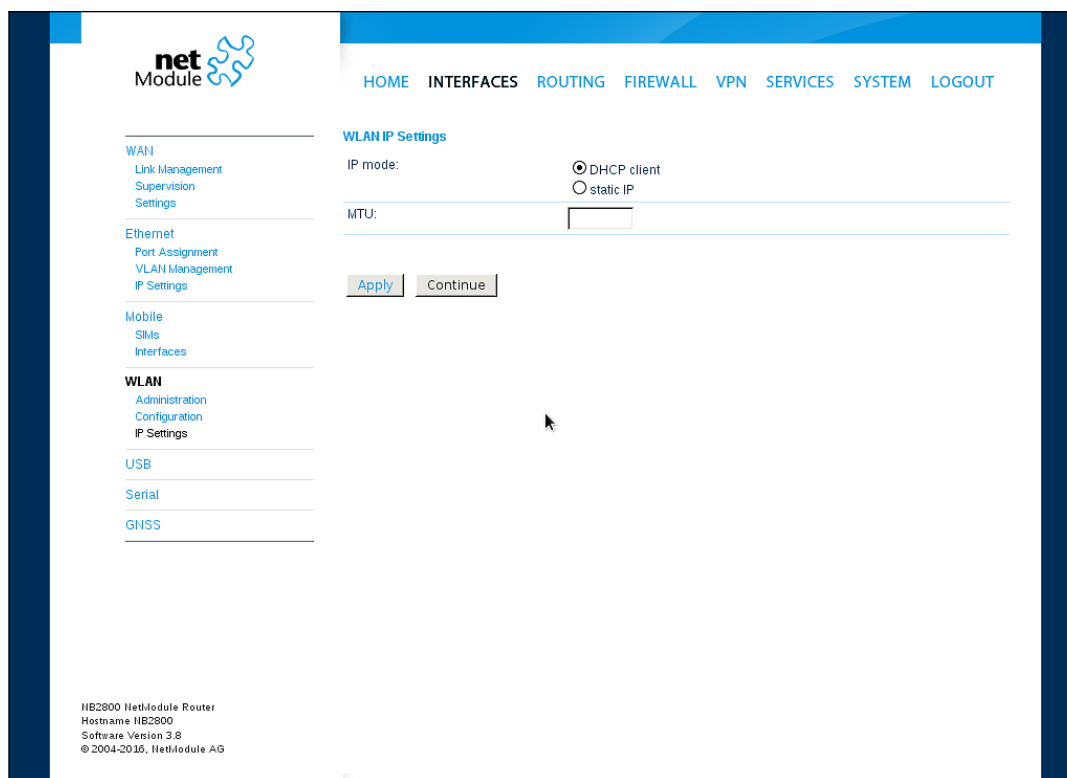 net
Module
HOME INTERFACES ROUTING FIREWALL VPN SERVICES SYSTEM LOGOUT
WAN
Link Management
Supervision
Settings
Ethernet
Port Assignment
VLAN Management
IP Settings
Mobile
SIMs
Interfaces
WLAN
Administration
Configuration
IP Settings
USB
Serial
GNSS
WLAN IP Settings
IP mode:
DHCP client
static IP
MTU:
Apply Continue
NB2800 NetModule Router
Hostname NB2800
Software Version 3.8
© 2004-2016, NetModule AG